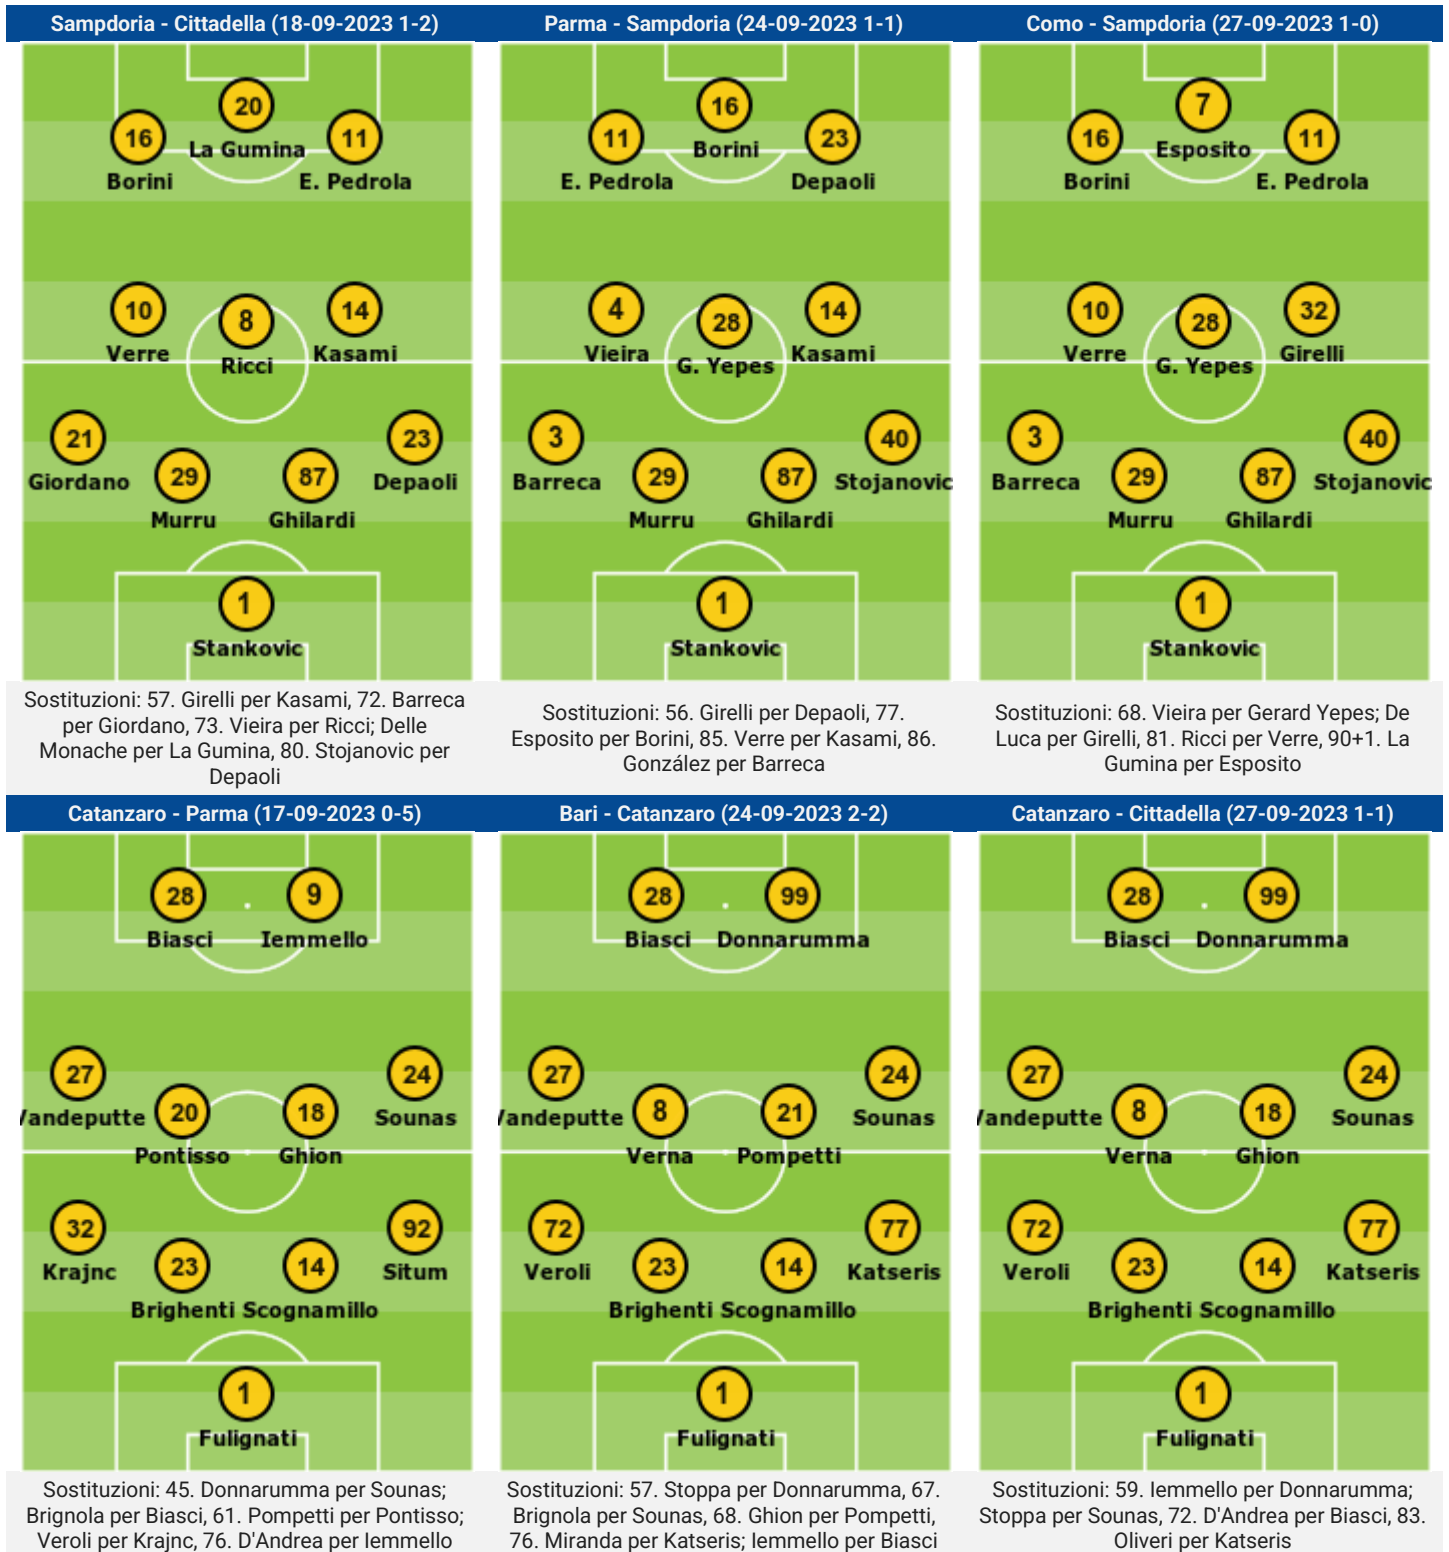 Sampdoria - Cittadella (18-09-2023 1-2)
20
La Gumina
16
Borini
11
E. Pedrola
10
Verre
8
Ricci
14
Kasami
21
Giordano
29
Murru
87
Ghilardi
23
Depaoli
1
Stankovic
Sostituzioni: 57. Girelli per Kasami, 72. Barreca
per Giordano, 73. Vieira per Ricci; Delle
Monache per La Gumina, 80. Stojanovic per
Depaoli
Parma - Sampdoria (24-09-2023 1-1)
16
Borini
11
E. Pedrola
23
Depaoli
4
Vieira
28
G. Yepes
14
Kasami
3
Barreca
29
Murru
87
Ghilardi
40
Stojanovic
1
Stankovic
Sostituzioni: 56. Girelli per Depaoli, 77.
Esposito per Borini, 85. Verre per Kasami, 86.
González per Barreca
Como - Sampdoria (27-09-2023 1-0)
7
Esposito
16
Borini
11
E. Pedrola
10
Verre
28
G. Yepes
32
Girelli
3
Barreca
29
Murru
87
Ghilardi
40
Stojanovic
1
Stankovic
Sostituzioni: 68. Vieira per Gerard Yepes; De
Luca per Girelli, 81. Ricci per Verre, 90+1. La
Gumina per Esposito
Catanzaro - Parma (17-09-2023 0-5)
28
Biasci
9
Iemmello
27
Vandeputte
20
Pontisso
18
Ghion
24
Sounas
32
Krajnc
23
Brighenti
14
Scognamillo
92
Situm
1
Fulignati
Sostituzioni: 45. Donnarumma per Sounas;
Brignola per Biasci, 61. Pompetti per Pontisso;
Veroli per Krajnc, 76. D'Andrea per Iemmello
Bari - Catanzaro (24-09-2023 2-2)
28
Biasci
99
Donnarumma
27
Vandeputte
8
Verna
21
Pompetti
24
Sounas
72
Veroli
23
Brighenti
14
Scognamillo
77
Katseris
1
Fulignati
Sostituzioni: 57. Stoppa per Donnarumma, 67.
Brignola per Sounas, 68. Ghion per Pompetti,
76. Miranda per Katseris; Iemmello per Biasci
Catanzaro - Cittadella (27-09-2023 1-1)
28
Biasci
99
Donnarumma
27
Vandeputte
8
Verna
18
Ghion
24
Sounas
72
Veroli
23
Brighenti
14
Scognamillo
77
Katseris
1
Fulignati
Sostituzioni: 59. Iemmello per Donnarumma;
Stoppa per Sounas, 72. D'Andrea per Biasci, 83.
Oliveri per Katseris